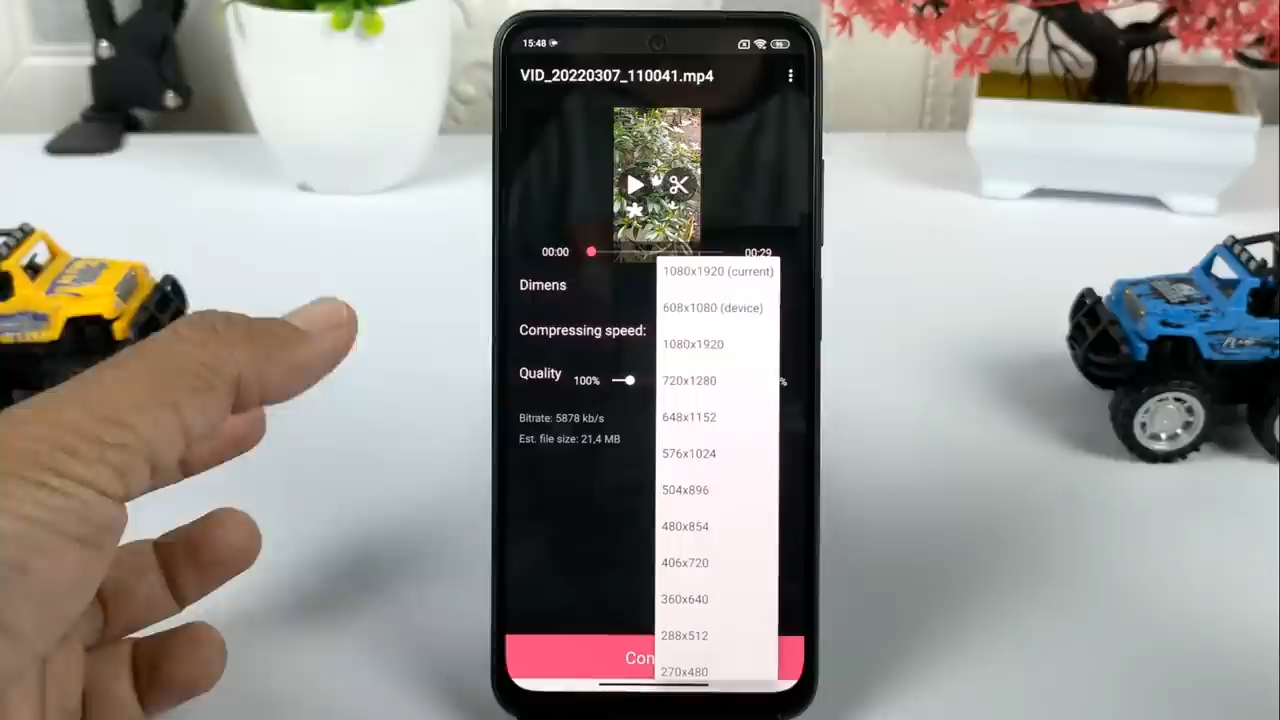 15:48
96
VID_20220307_110041.mp4
00:00
00:29
Dimens
Compressing speed:
Quality
100%
%
Bitrate: 5878 kb/s
Est. file size: 21,4 MB
1080x1920 (current)
608x1080 (device)
1080x1920
720x1280
648x1152
576x1024
504x896
480x854
406x720
360x640
288x512
270x480
Con